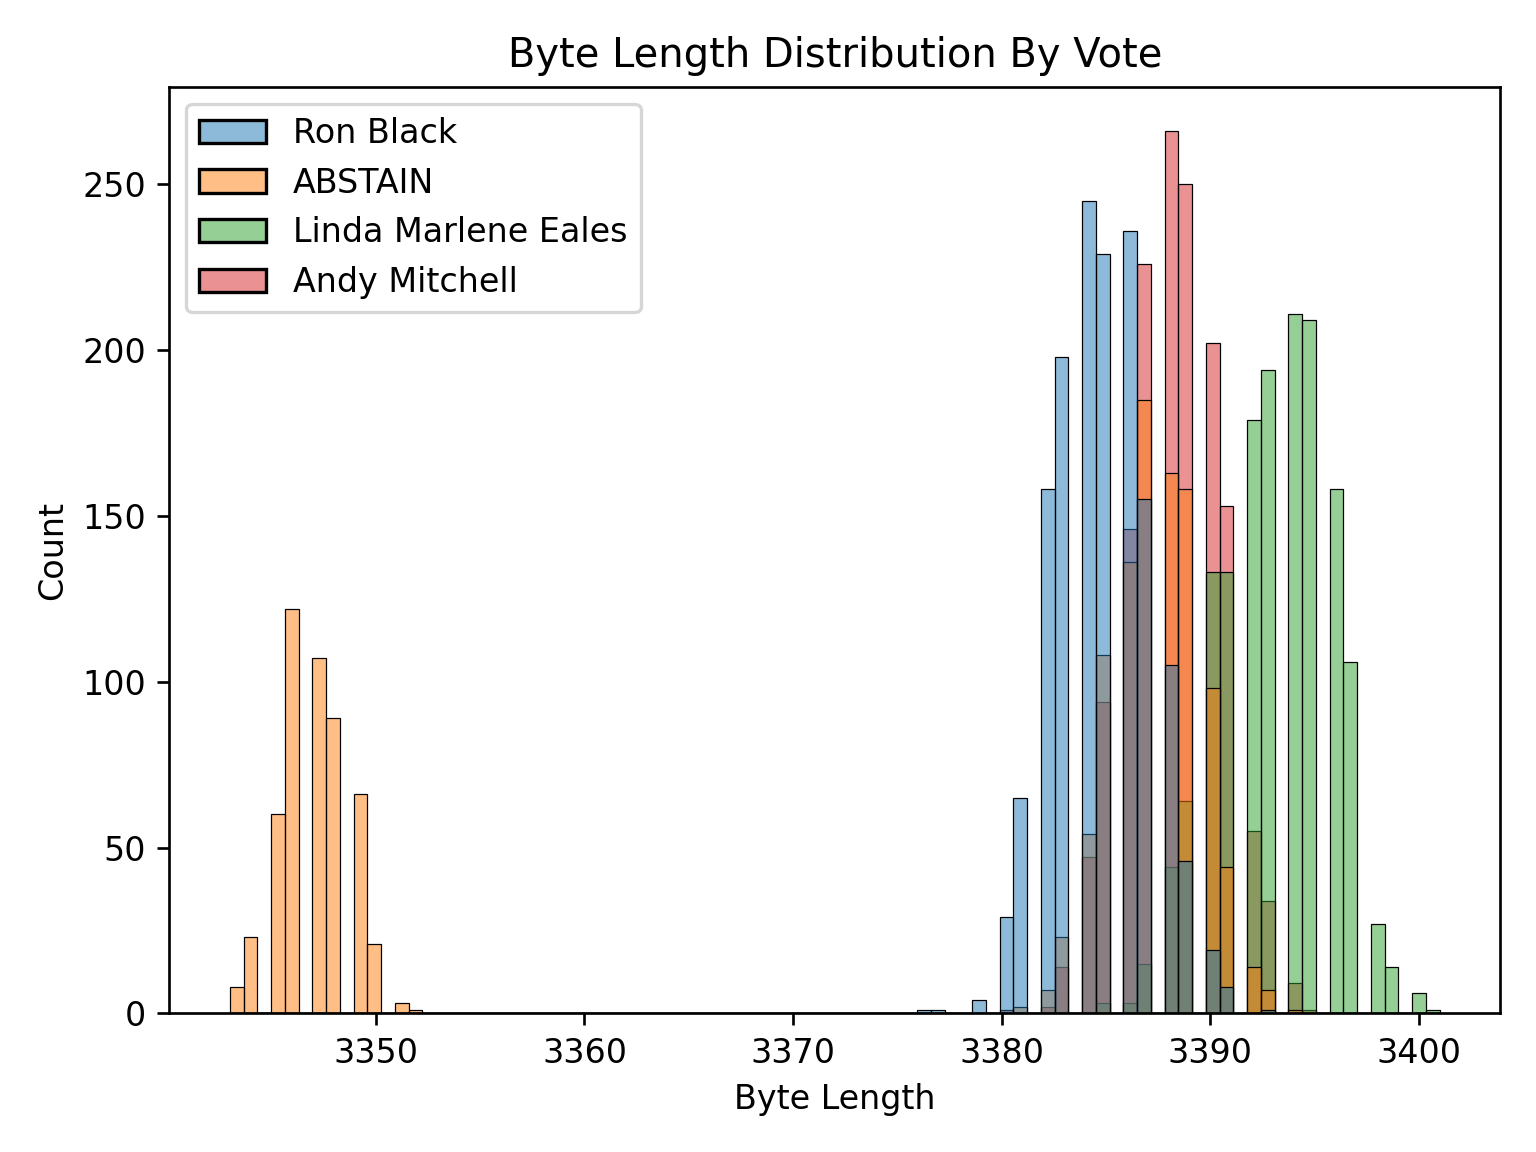 Byte Length Distribution By Vote
Ron Black
ABSTAIN
Linda Marlene Eales
Andy Mitchell
250
200
150
100
50
0
Count
3350 3360 3370 3380 3390 3400
Byte Length